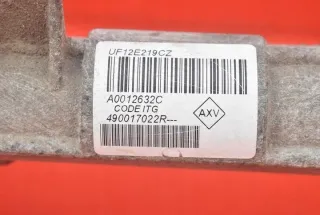 UF12E219CZ
A0012632C
CODE ITG
490017022R---
AXV